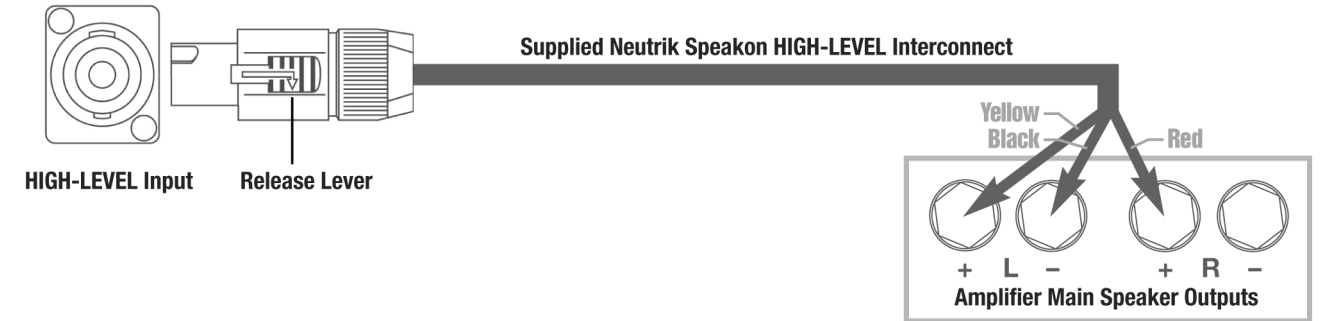 Supplied Neutrik Speakon HIGH-LEVEL Interconnect
Yellow
Black
Red
HIGH-LEVEL Input
Release Lever
+ L – + R –
Amplifier Main Speaker Outputs